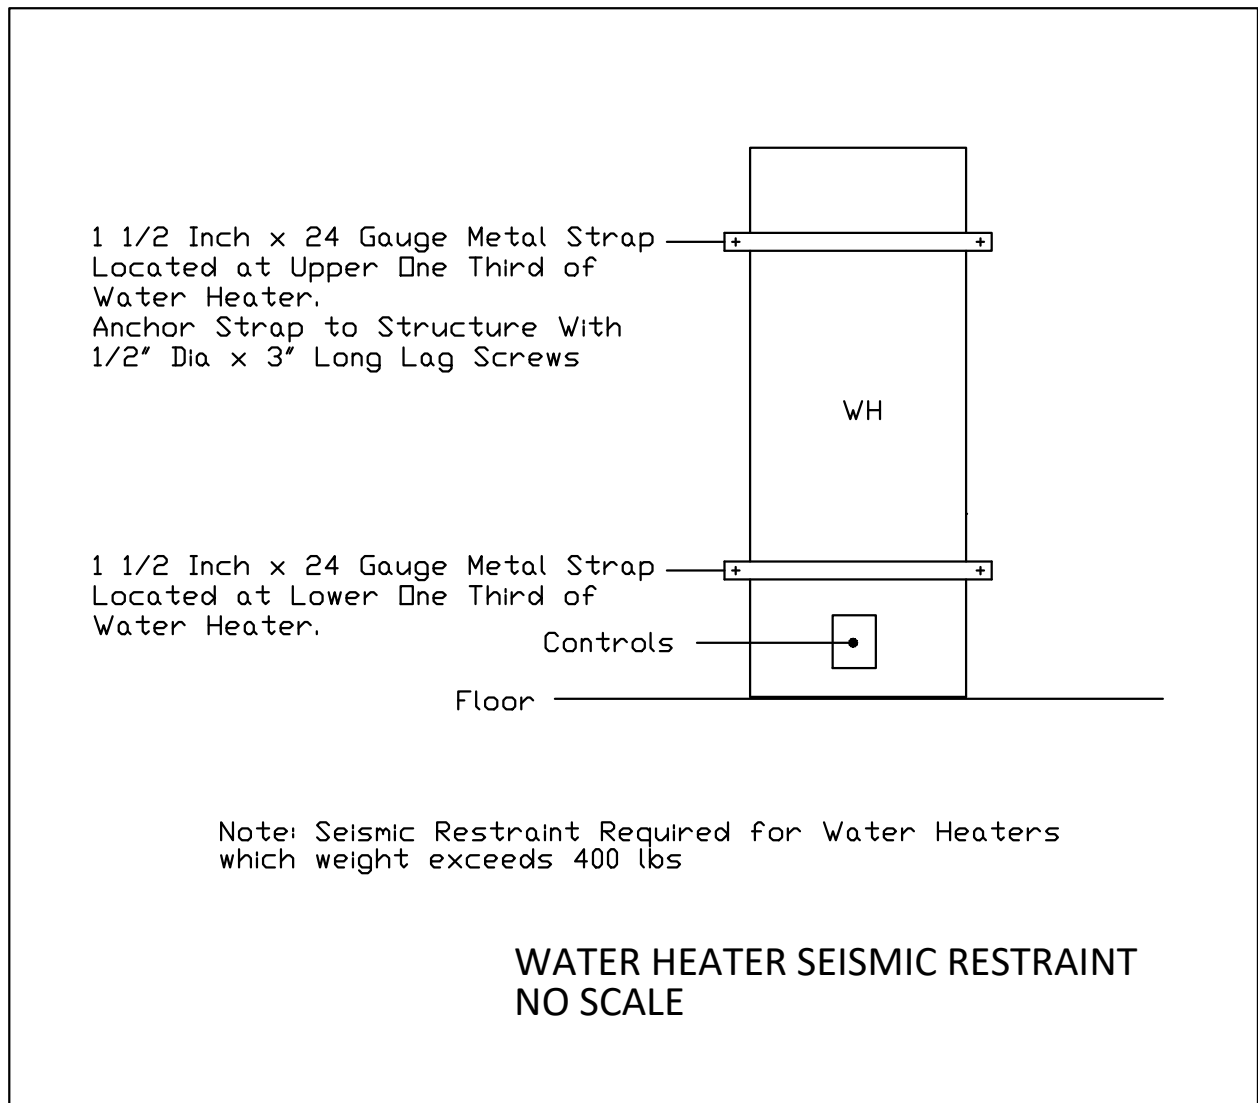 1 1/2 Inch x 24 Gauge Metal Strap
Located at Upper One Third of
Water Heater.
Anchor Strap to Structure With
1/2" Dia x 3" Long Lag Screws
WH
1 1/2 Inch x 24 Gauge Metal Strap
Located at Lower One Third of
Water Heater.
Controls
Floor
Note: Seismic Restraint Required for Water Heaters
which weight exceeds 400 lbs
WATER HEATER SEISMIC RESTRAINT
NO SCALE